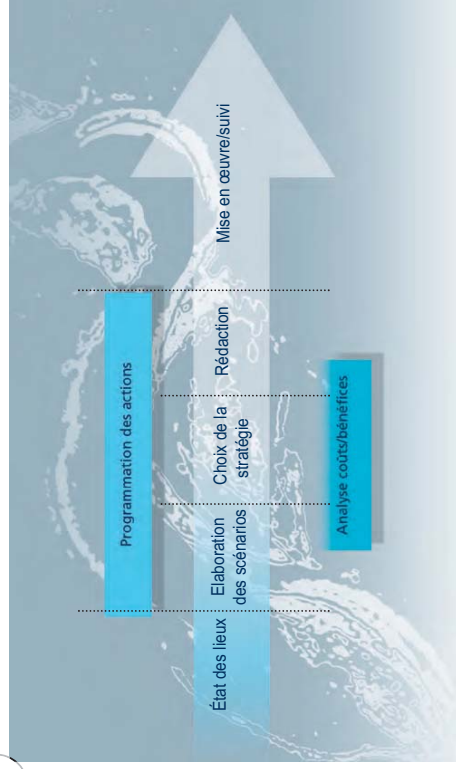 Programmation des actions
État des lieux
Elaboration
des scénarios
Choix de la
stratégie
Rédaction
Mise en œuvre/suivi
Analyse coûts/bénéfices